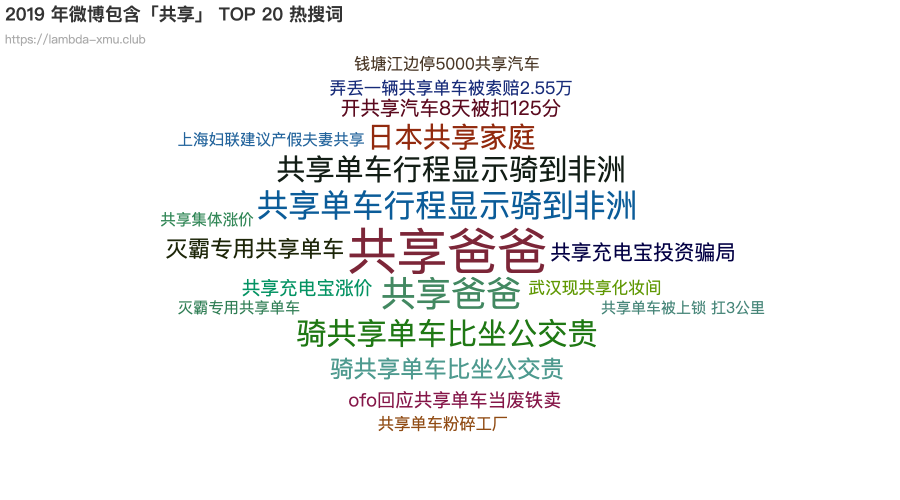 2019 年微博包含「共享」 TOP 20 热搜词
https://lambda-xmu.club
钱塘江边停5000共享汽车
弄丢一辆共享单车被索赔2.55万
开共享汽车8天被扣125分
上海妇联建议产假夫妻共享
日本共享家庭
共享单车行程显示骑到非洲
共享单车行程显示骑到非洲
共享集体涨价
灭霸专用共享单车
共享爸爸
共享充电宝投资骗局
共享充电宝涨价
共享爸爸
武汉现共享化妆间
灭霸专用共享单车
共享单车被上锁 扛3公里
骑共享单车比坐公交贵
骑共享单车比坐公交贵
ofo回应共享单车当废铁卖
共享单车粉碎工厂